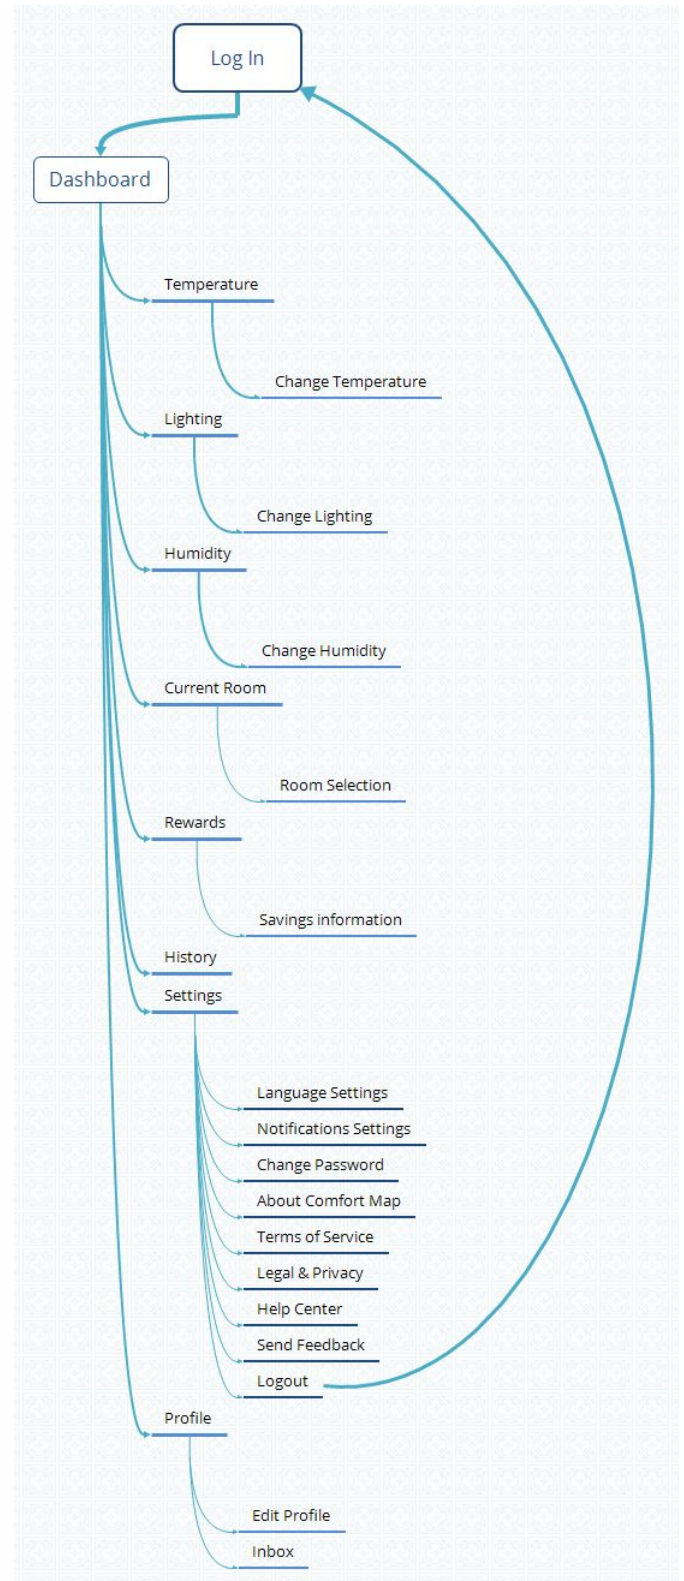 Log In
Dashboard
Temperature
Change Temperature
Lighting
Change Lighting
Humidity
Change Humidity
Current Room
Room Selection
Rewards
Savings information
History
Settings
Language Settings
Notifications Settings
Change Password
About Comfort Map
Terms of Service
Legal & Privacy
Help Center
Send Feedback
Logout
Profile
Edit Profile
Inbox